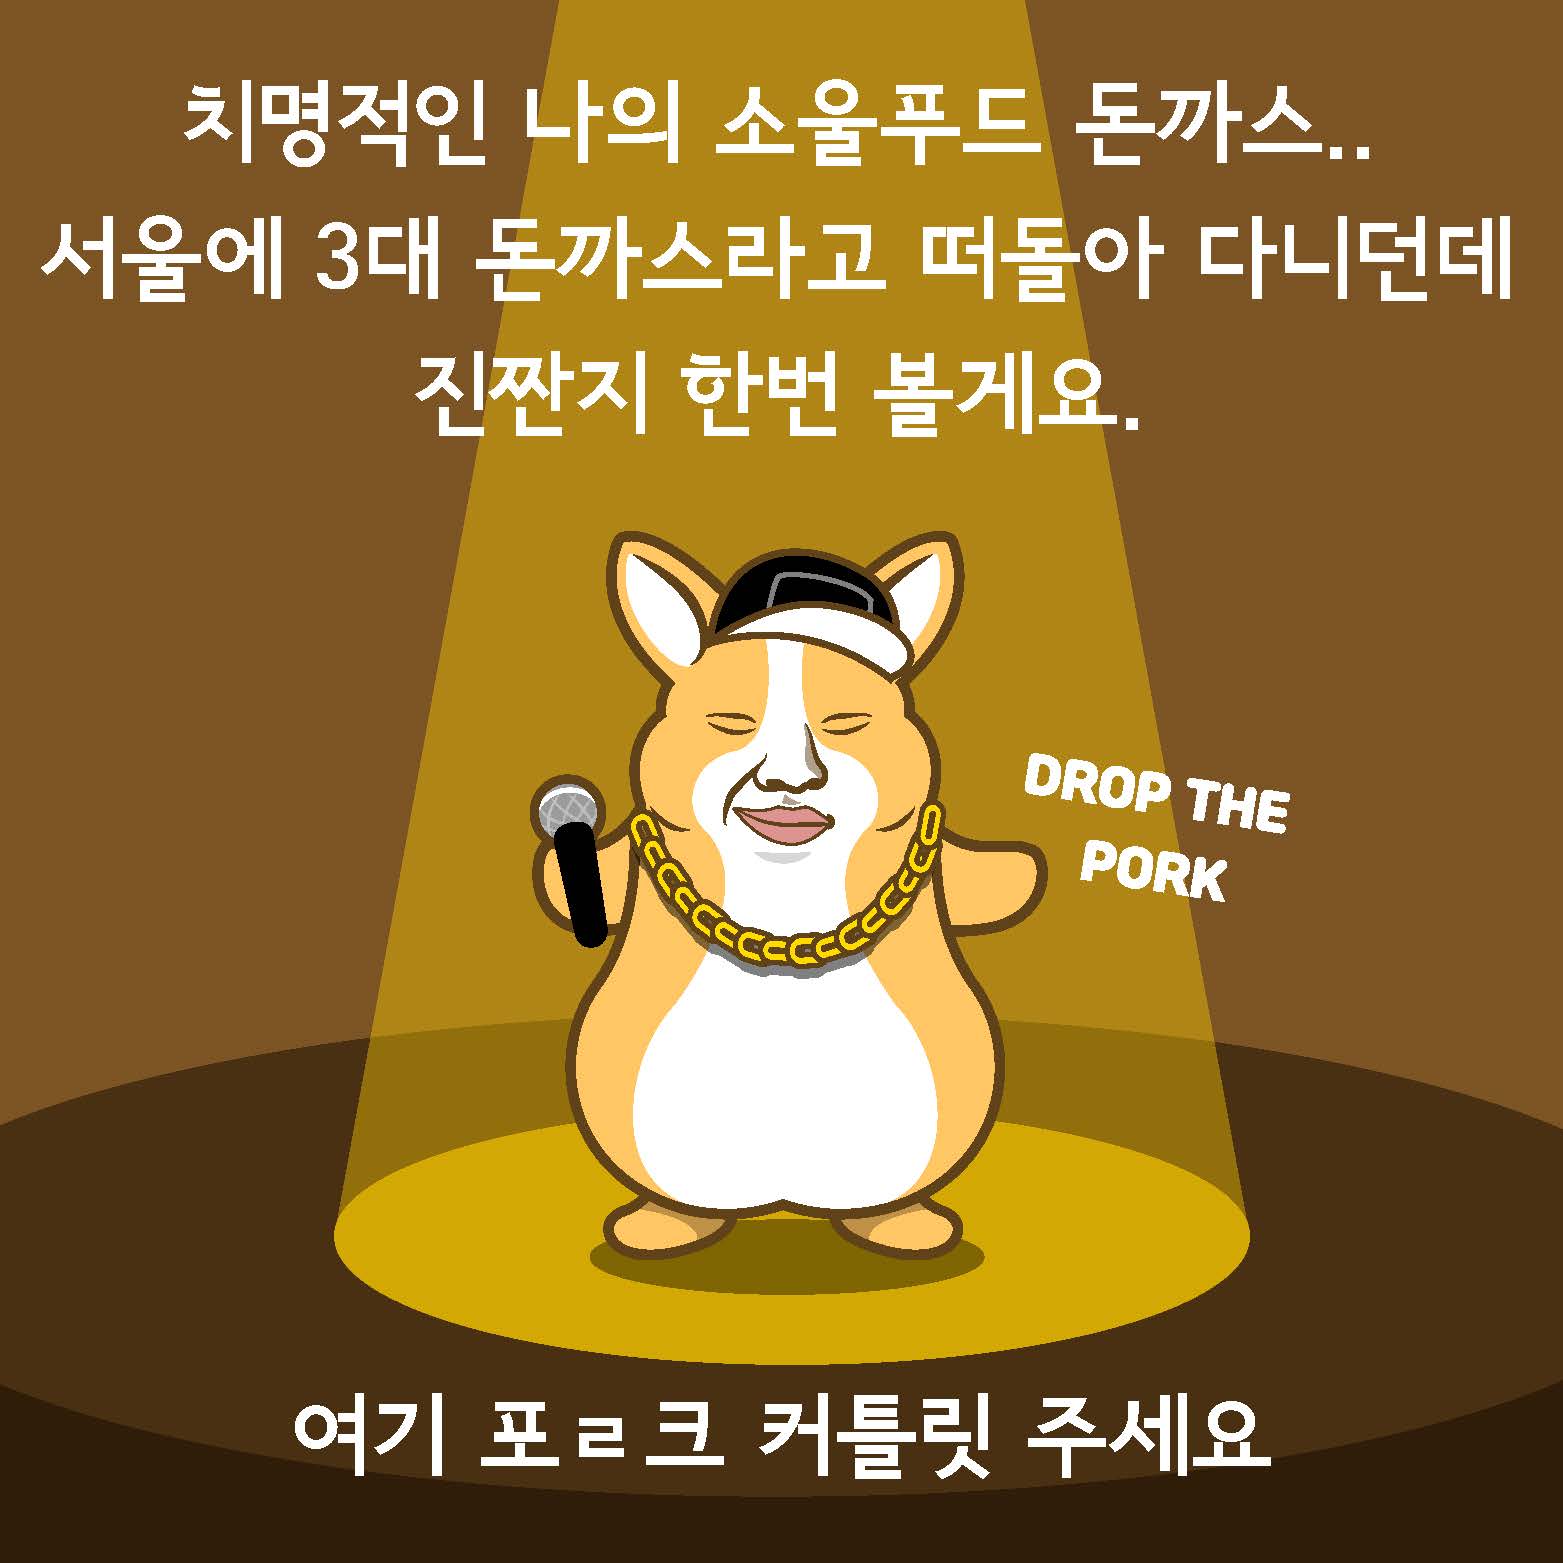 치명적인 나의 소울푸드 돈까스..
서울에 3대 돈까스라고 떠돌아 다니던데
진짠지 한번 볼게요.
DROP THE
PORK
여기 포ㄹ크 커틀릿 주세요